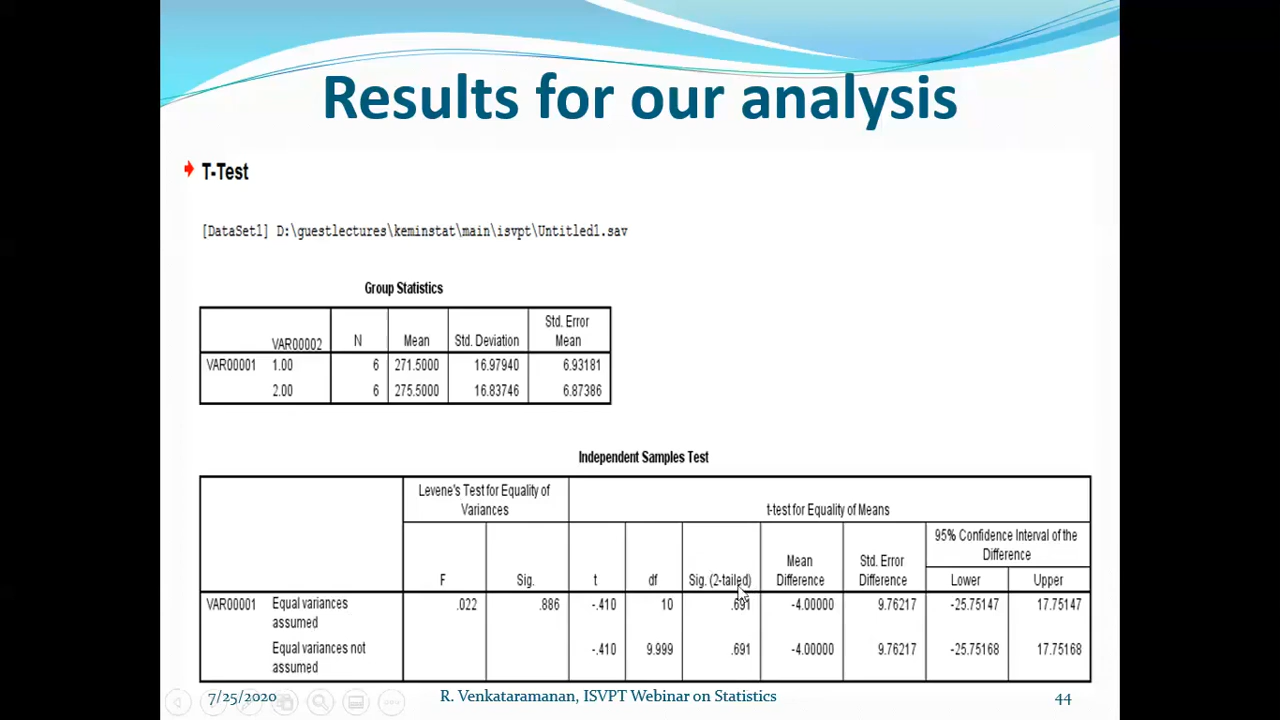 Results for our analysis
T-Test
[DataSet1] D:\guestlectures\keminstat\main\isvpt\Untitled1.sav
Group Statistics
VAR00002 N Mean Std. Deviation Std. Error Mean
VAR00001 1.00 6 271.5000 16.97940 6.93181
2.00 6 275.5000 16.83746 6.87386
Independent Samples Test
Levene's Test for Equality of Variances t-test for Equality of Means
95% Confidence Interval of the Difference
F Sig. t df Sig. (2-tailed) Mean Difference Std. Error Difference Lower Upper
VAR00001 Equal variances assumed .022 .886 -.410 10 .691 -4.00000 9.76217 -25.75147 17.75147
Equal variances not assumed -.410 9.999 .691 -4.00000 9.76217 -25.75168 17.75168
7/25/2020 R. Venkataramanan, ISVPT Webinar on Statistics 44